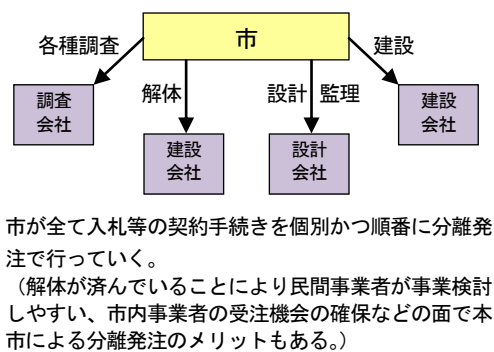 市
各種調査
建設
解体
設計
監理
調査
会社
建設
会社
建設
会社
設計
会社
市が全て入札等の契約手続きを個別かつ順番に分離発
注で行っていく。
（解体が済んでいることにより民間事業者が事業検討
しやすい、市内事業者の受注機会の確保などの面で本
市による分離発注のメリットもある。）